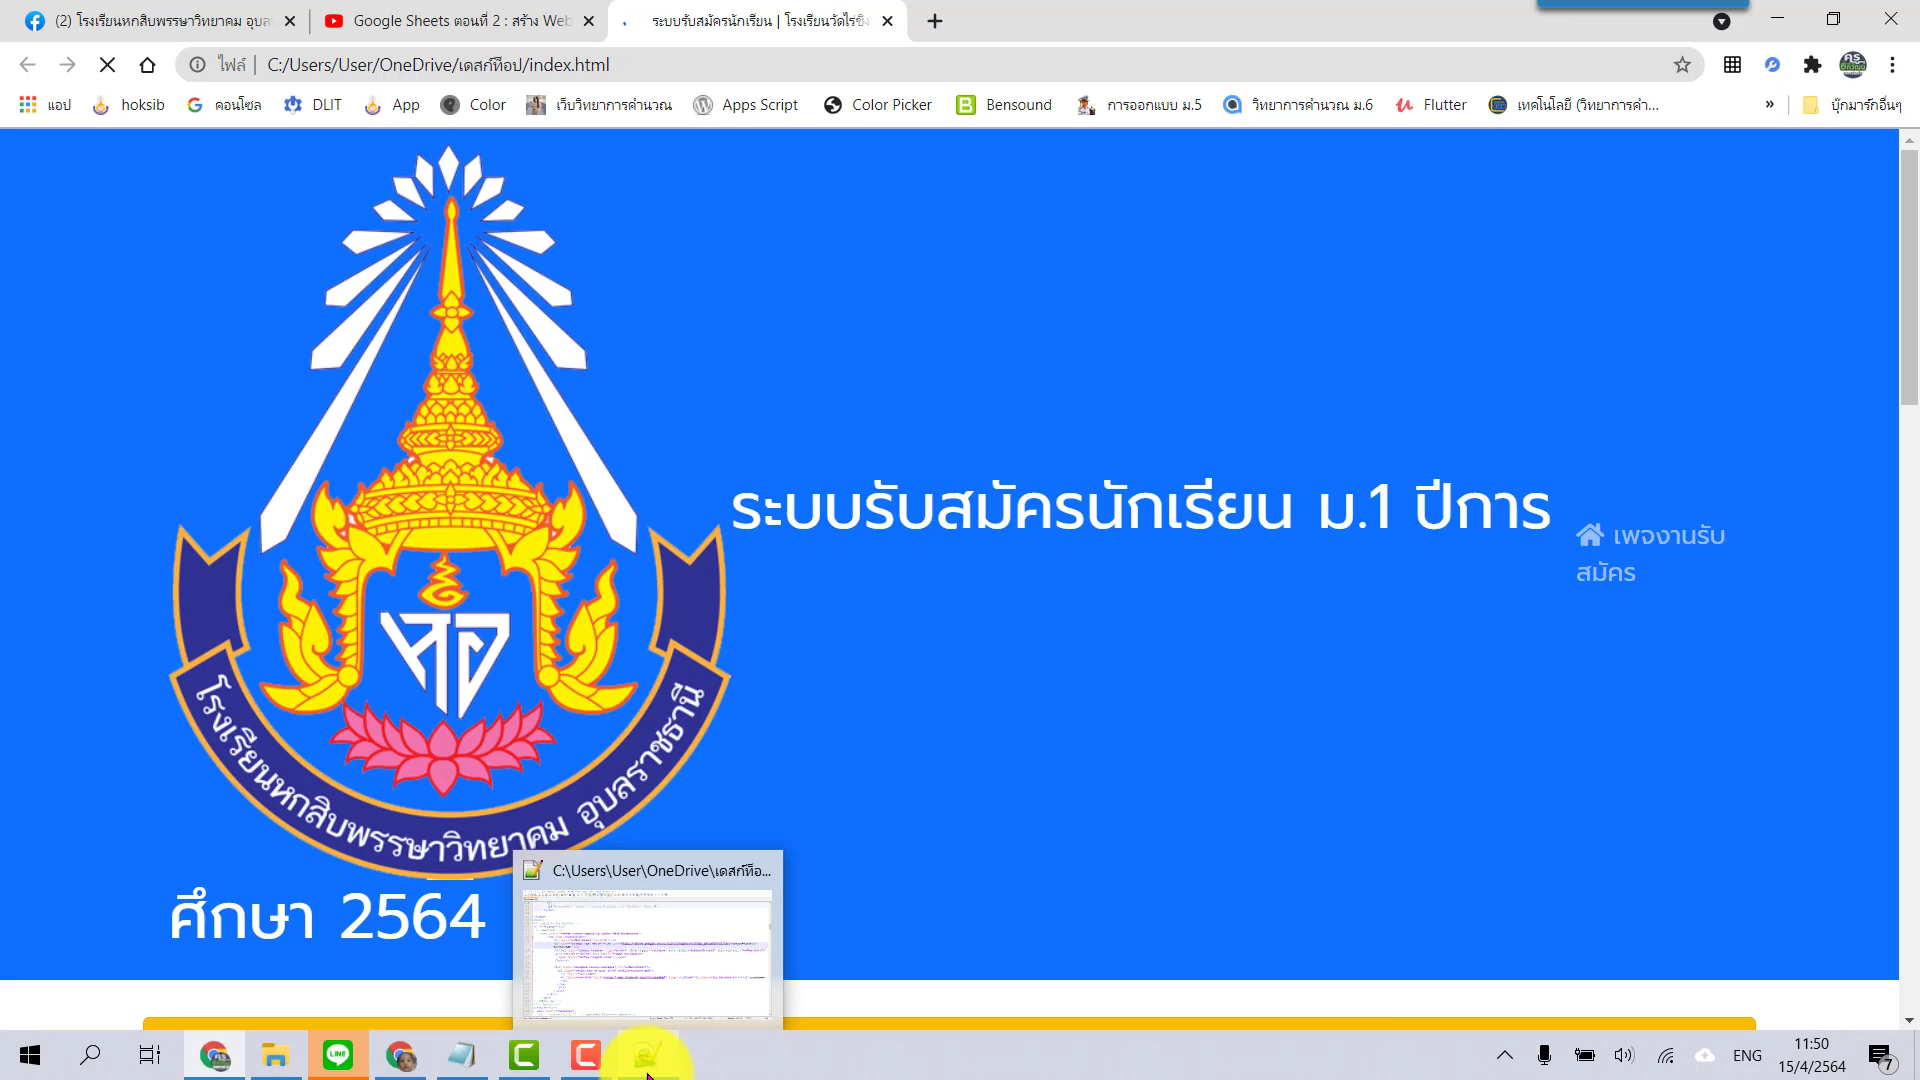 (2) โรงเรียนหกสิบพรรษาวิทยาคม อุบล
Google Sheets ตอนที่ 2 : สร้าง Web
ระบบรับสมัครนักเรียน | โรงเรียนวัดไร่ขิง
ไฟล์ | C:/Users/User/OneDrive/เดสก์ท็อป/index.html
แอป hoksib คอนโซล DLIT App Color เว็บวิทยาการคำนวณ Apps Script Color Picker Bensound การออกแบบ ม.5 วิทยาการคำนวณ ม.6 Flutter เทคโนโลยี (วิทยาการคำ... » บุ๊กมาร์กอื่นๆ
ระบบรับสมัครนักเรียน ม.1 ปีการ
ศึกษา 2564
เพจงานรับ
สมัคร
หว
โรงเรียนหกสิบพรรษาวิทยาคม อุบลราชธานี
C:\Users\User\OneDrive\เดสก์ท็อ...
LINE
ENG
11:50
15/4/2564
7